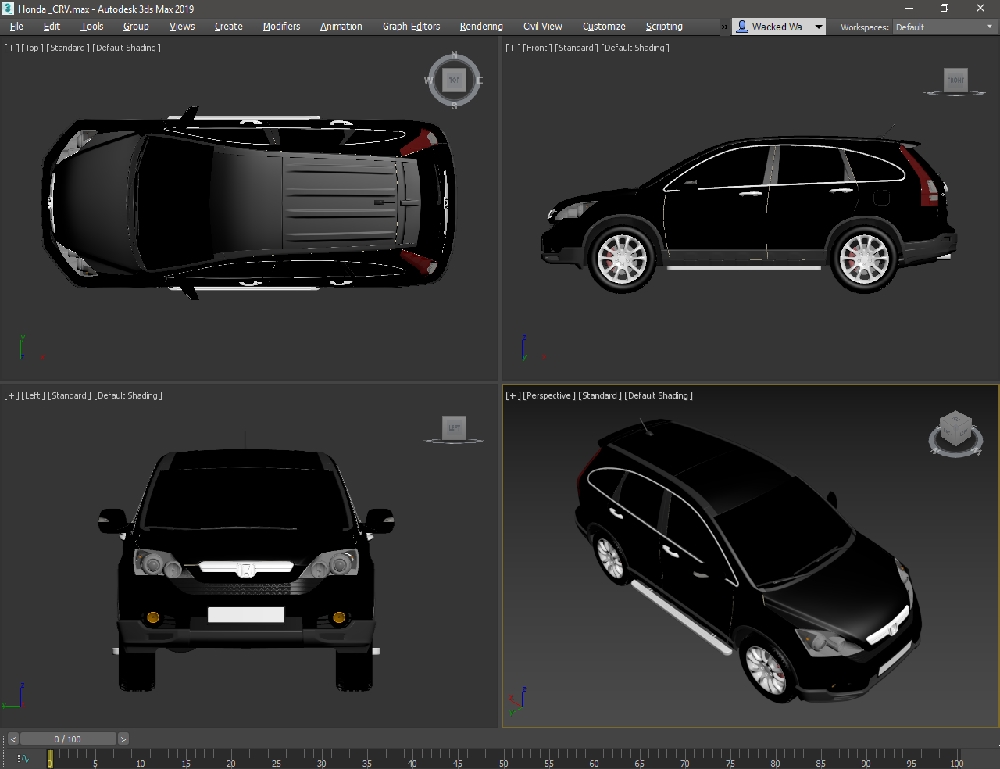 Honda _CRV.max - Autodesk 3ds Max 2019
File Edit Tools Group Views Create Modifiers Animation Graph Editors Rendering Civil View Customize Scripting » Wacked Wa Workspaces: Default
[+] [Top] [Standard] [Default Shading]
[+] [Front] [Standard] [Default Shading]
N
W TOP E
S
FRONT
z
y
x
[+] [Left] [Standard] [Default Shading]
[+] [Perspective] [Standard] [Default Shading]
LEFT
z
< 0 / 100 >
0 5 10 15 20 25 30 35 40 45 50 55 60 65 70 75 80 85 90 95 100